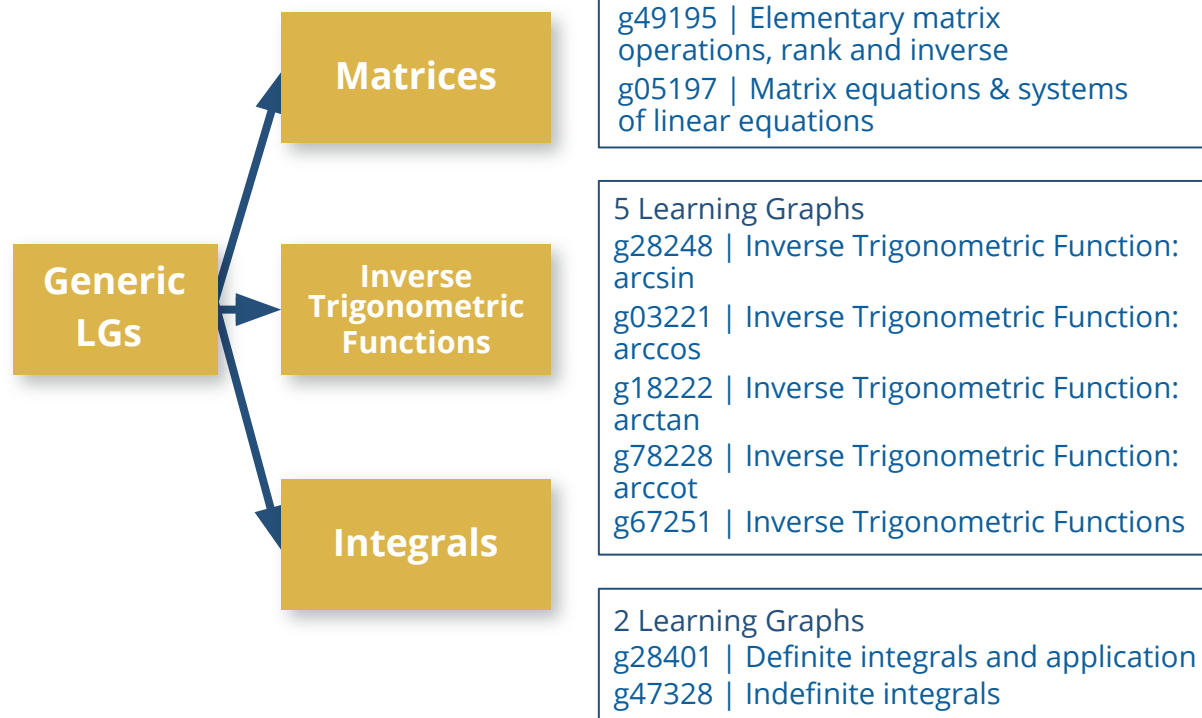 Generic
LGs
Matrices
g49195 | Elementary matrix
operations, rank and inverse
g05197 | Matrix equations & systems
of linear equations
Inverse
Trigonometric
Functions
5 Learning Graphs
g28248 | Inverse Trigonometric Function:
arcsin
g03221 | Inverse Trigonometric Function:
arccos
g18222 | Inverse Trigonometric Function:
arctan
g78228 | Inverse Trigonometric Function:
arccot
g67251 | Inverse Trigonometric Functions
Integrals
2 Learning Graphs
g28401 | Definite integrals and application
g47328 | Indefinite integrals